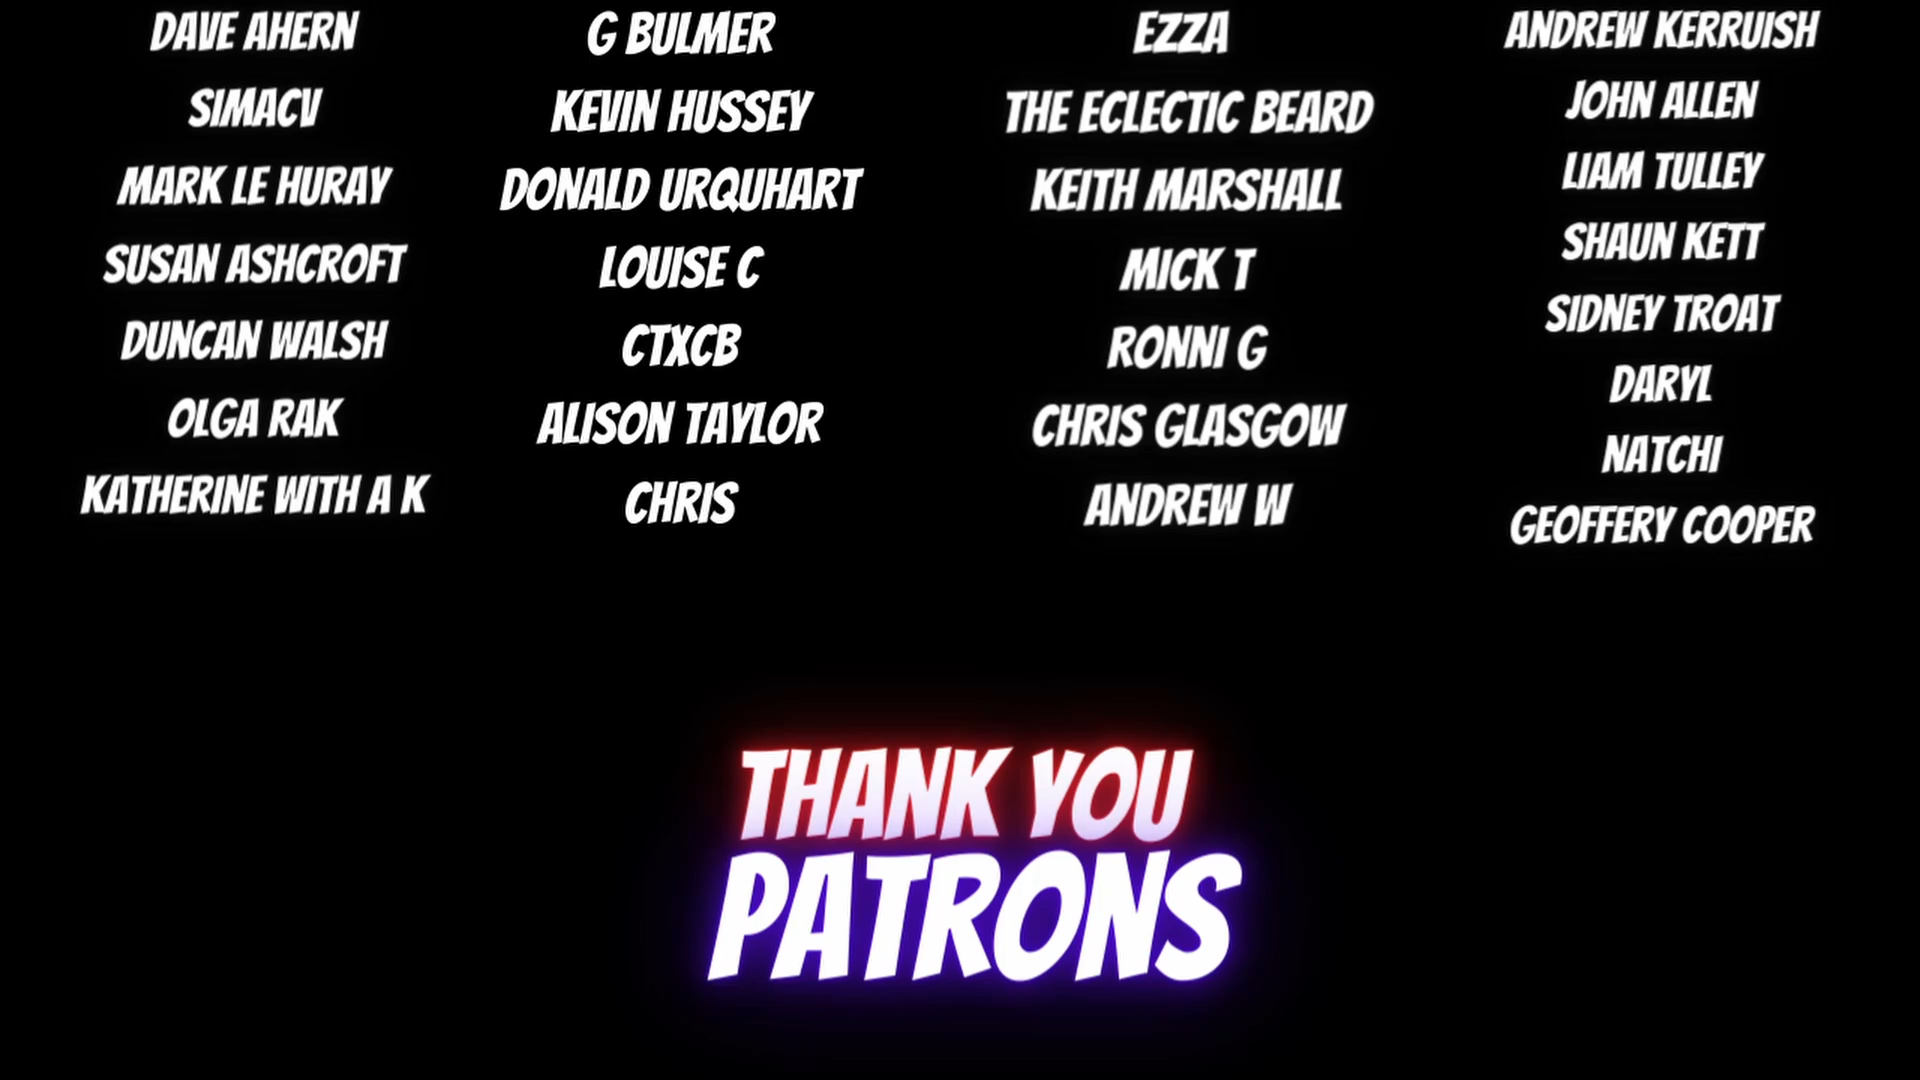 DAVE AHERN
SIMACV
MARK LE HURAY
SUSAN ASHCROFT
DUNCAN WALSH
OLGA RAK
KATHERINE WITH A K
G BULMER
KEVIN HUSSEY
DONALD URQUHART
LOUISE C
CTXCB
ALISON TAYLOR
CHRIS
EZZA
THE ECLECTIC BEARD
KEITH MARSHALL
MICK T
RONNI G
CHRIS GLASGOW
ANDREW W
ANDREW KERRUISH
JOHN ALLEN
LIAM TULLEY
SHAUN KETT
SIDNEY TROAT
DARYL
NATCHI
GEOFFERY COOPER
THANK YOU
PATRONS